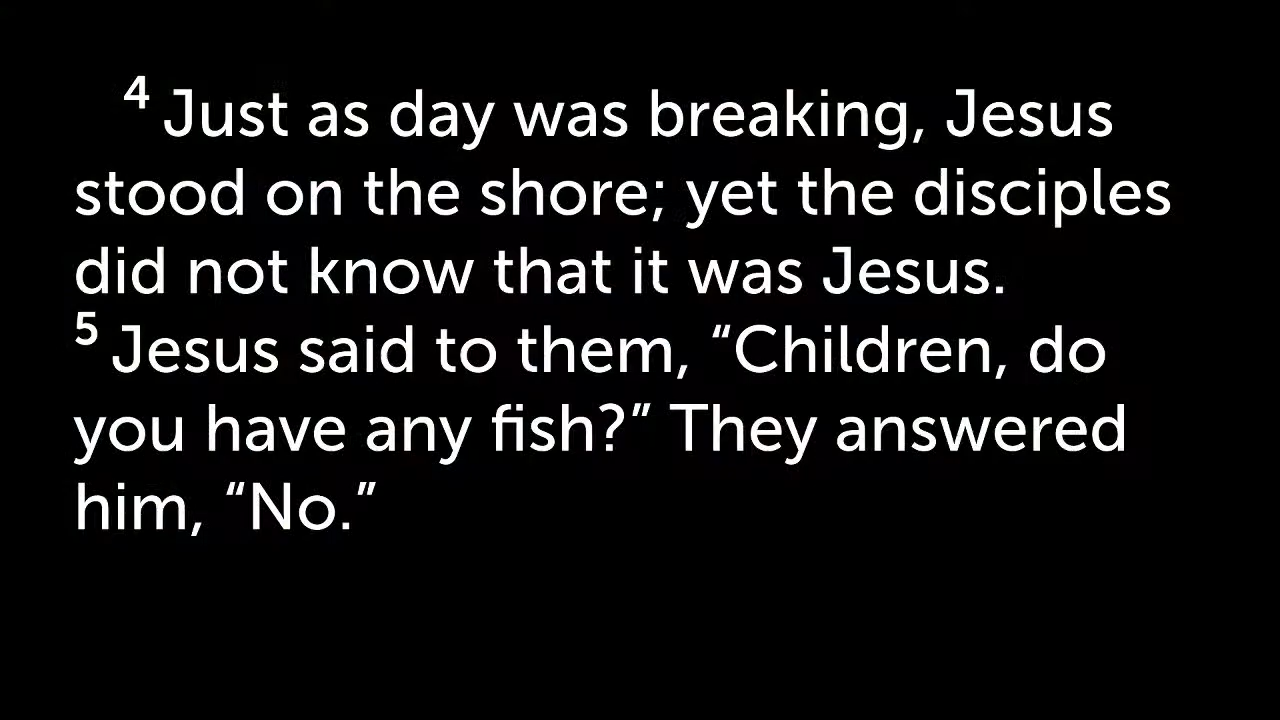 4 Just as day was breaking, Jesus
stood on the shore; yet the disciples
did not know that it was Jesus.
5 Jesus said to them, “Children, do
you have any fish?” They answered
him, “No.”